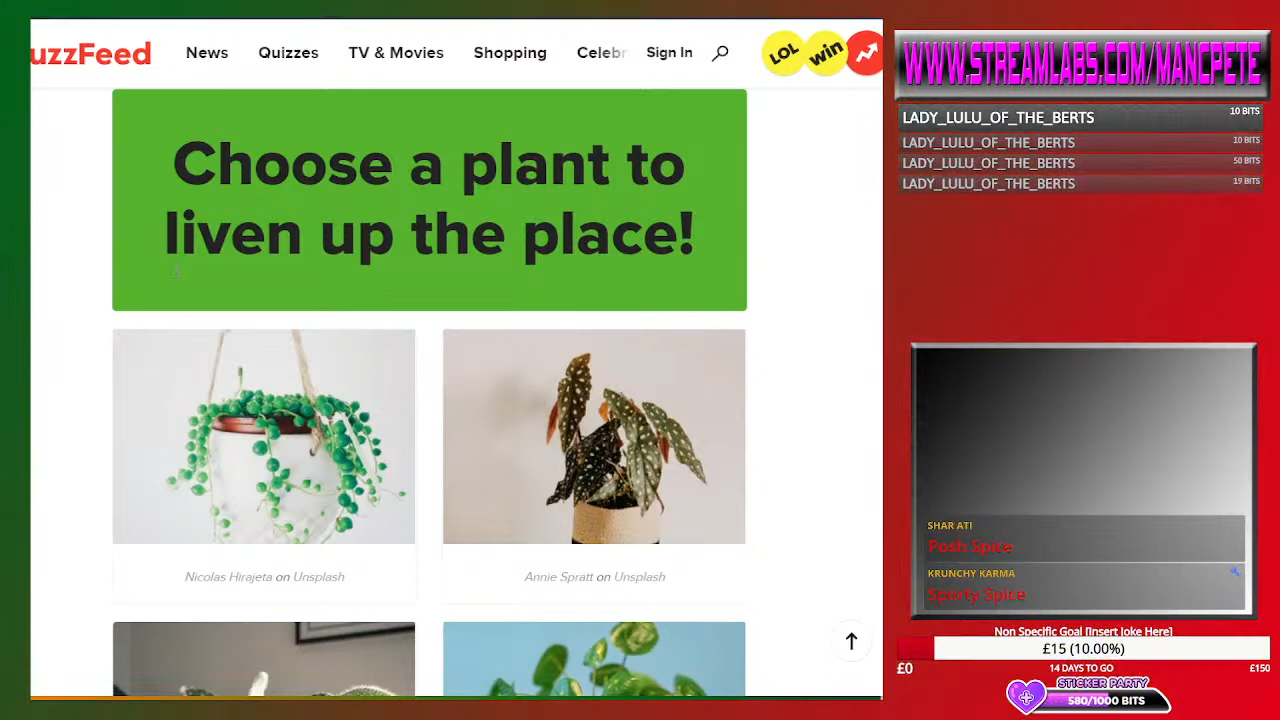 uzzFeed
News
Quizzes
TV & Movies
Shopping
Celebr
Sign In
LOL
win
Choose a plant to
liven up the place!
Nicolas Hirajeta on Unsplash
Annie Spratt on Unsplash
WWW.STREAMLABS.COM/MANCPETE
LADY_LULU_OF_THE_BERTS 10 BITS
LADY_LULU_OF_THE_BERTS 10 BITS
LADY_LULU_OF_THE_BERTS 50 BITS
LADY_LULU_OF_THE_BERTS 19 BITS
SHAR ATI
Posh Spice
KRUNCHY KARMA
Sporty Spice
Non Specific Goal [Insert Joke Here]
£15 (10.00%)
£0
14 DAYS TO GO
£150
STICKER PARTY
580/1000 BITS